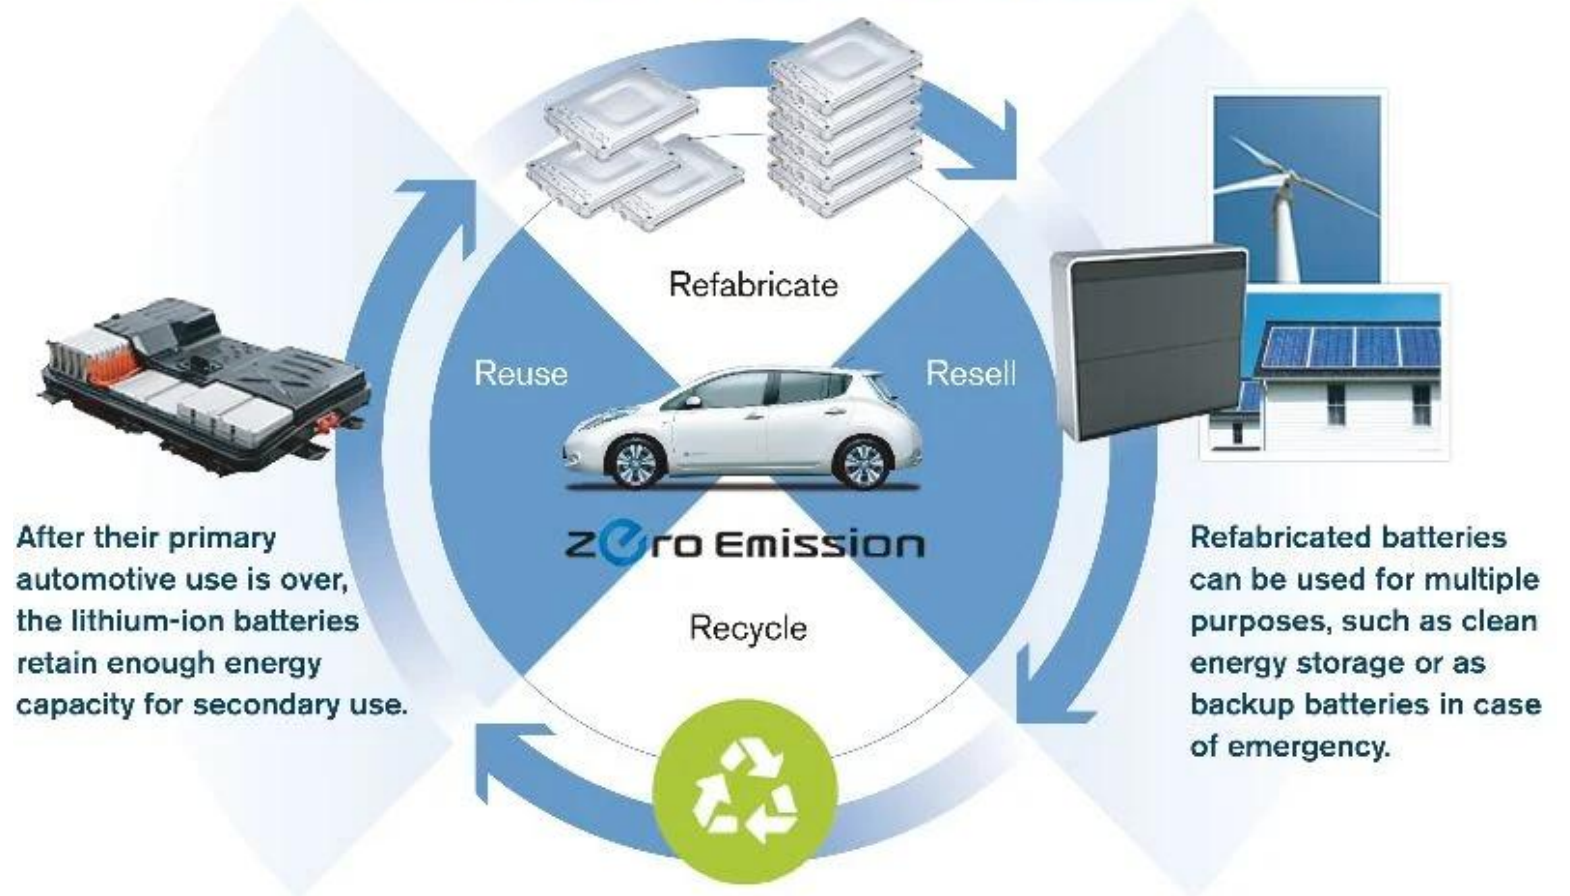 Refabricate
Reuse
Resell
zero Emission
Recycle
After their primary
automotive use is over,
the lithium-ion batteries
retain enough energy
capacity for secondary use.
Refabricated batteries
can be used for multiple
purposes, such as clean
energy storage or as
backup batteries in case
of emergency.